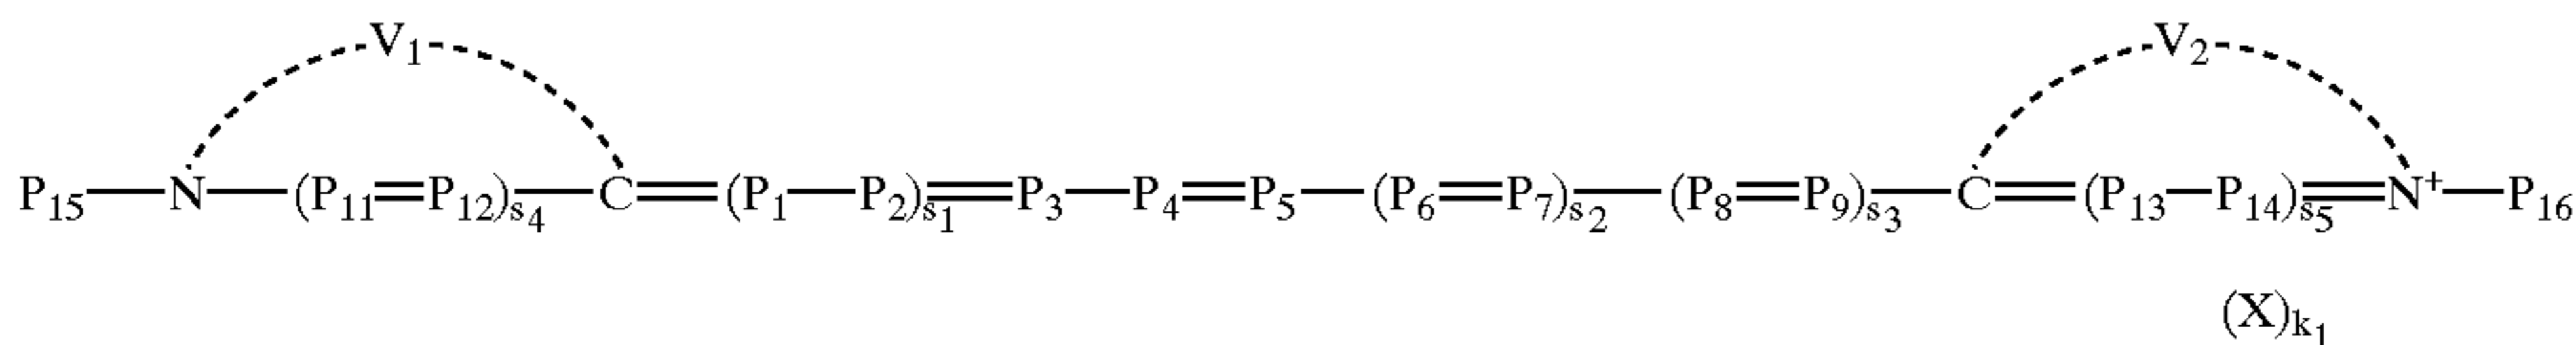 V₁ V₂
P₁₅—N—(P₁₁=P₁₂)ₛ₄—C=(P₁—P₂)ₛ₁=P₃—P₄=P₅—(P₆=P₇)ₛ₂—(P₈=P₉)ₛ₃—C=(P₁₃—P₁₄)ₛ₅=N⁺—P₁₆
(X)ₖ₁